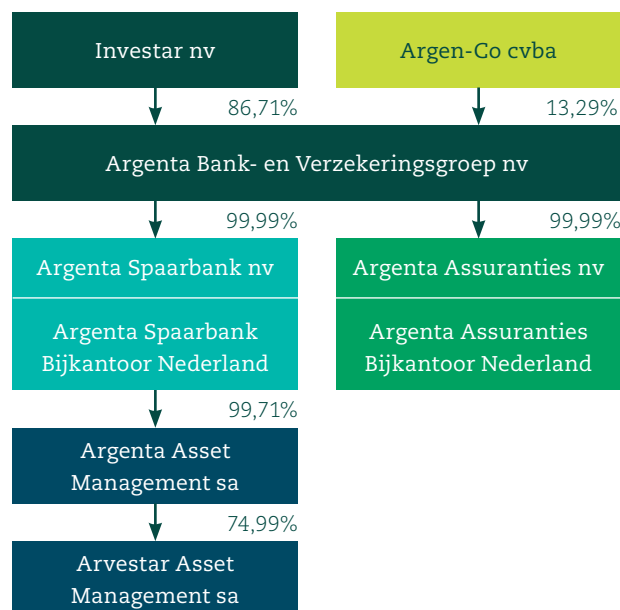 Investar nv
Argen-Co cvba
86,71%
13,29%
Argenta Bank- en Verzekeringsgroep nv
99,99%
99,99%
Argenta Spaarbank nv
Argenta Assuranties nv
Argenta Spaarbank
Bijkantoor Nederland
Argenta Assuranties
Bijkantoor Nederland
99,71%
Argenta Asset
Management sa
74,99%
Arvestar Asset
Management sa